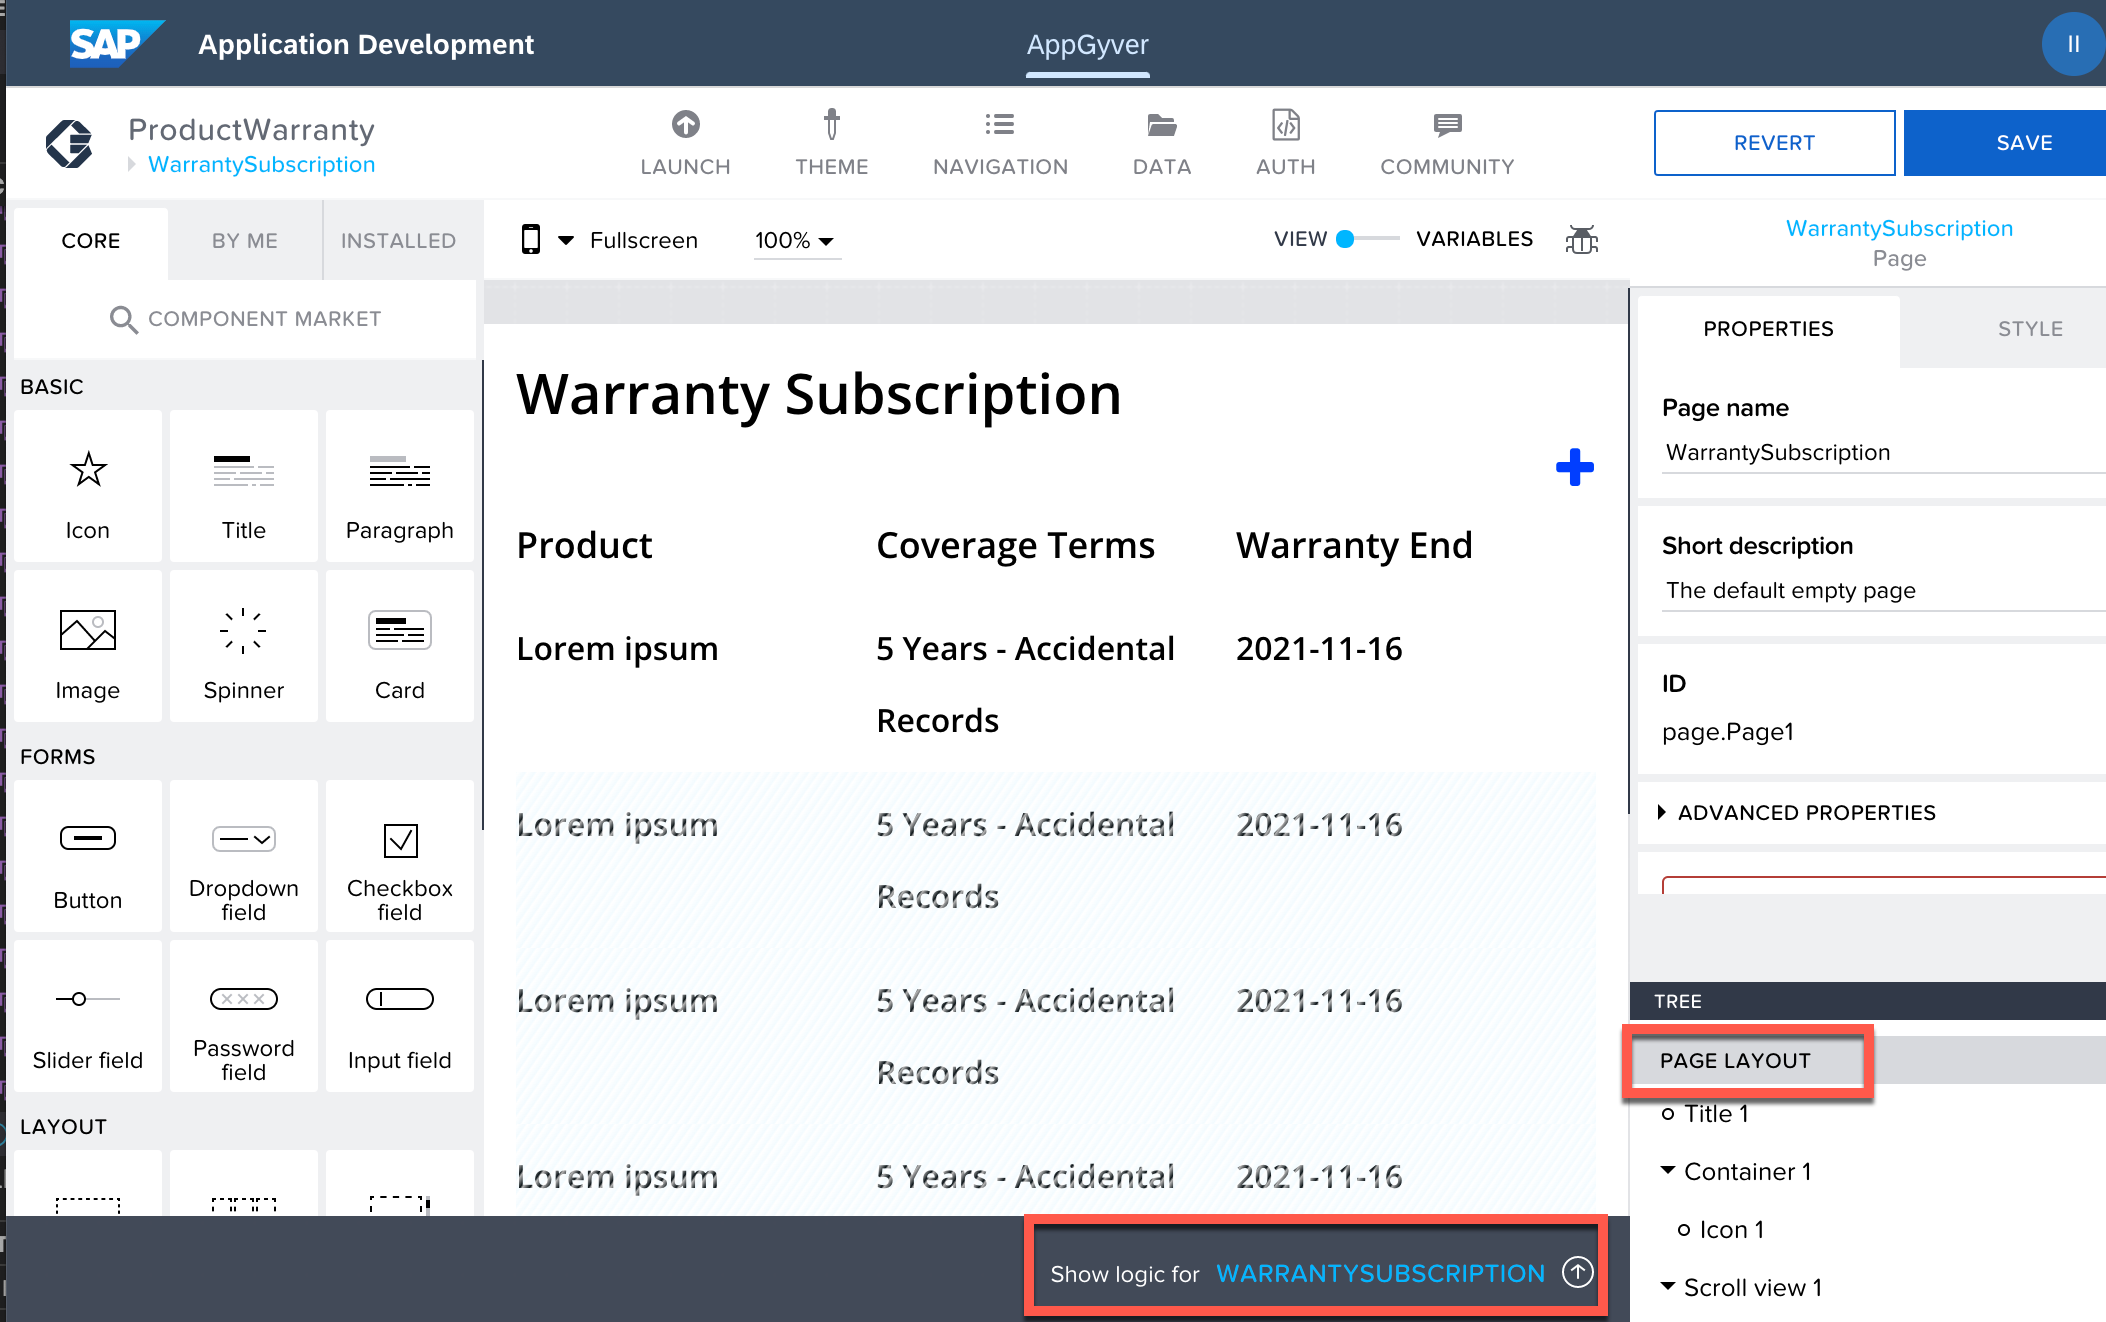 SAP Application Development AppGyver II
ProductWarranty
WarrantySubscription
LAUNCH THEME NAVIGATION DATA AUTH COMMUNITY
REVERT SAVE
CORE BY ME INSTALLED
COMPONENT MARKET
BASIC
Icon Title Paragraph
Image Spinner Card
FORMS
Button Dropdown field Checkbox field
Slider field Password field Input field
LAYOUT
Fullscreen 100% VIEW VARIABLES
Warranty Subscription
Product Coverage Terms Warranty End
Lorem ipsum 5 Years - Accidental 2021-11-16
Records
Lorem ipsum 5 Years - Accidental 2021-11-16
Records
Lorem ipsum 5 Years - Accidental 2021-11-16
Records
Lorem ipsum 5 Years - Accidental 2021-11-16
Show logic for WARRANTYSUBSCRIPTION
WarrantySubscription
Page
PROPERTIES STYLE
Page name
WarrantySubscription
Short description
The default empty page
ID
page.Page1
ADVANCED PROPERTIES
TREE
PAGE LAYOUT
Title 1
Container 1
Icon 1
Scroll view 1